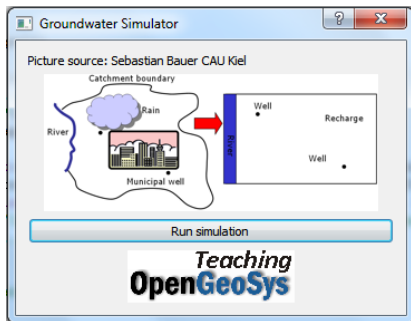 Groundwater Simulator
Picture source: Sebastian Bauer CAU Kiel
Catchment boundary
Rain
River
Municipal well
River
Well
Recharge
Well
Run simulation
Teaching
OpenGeoSys